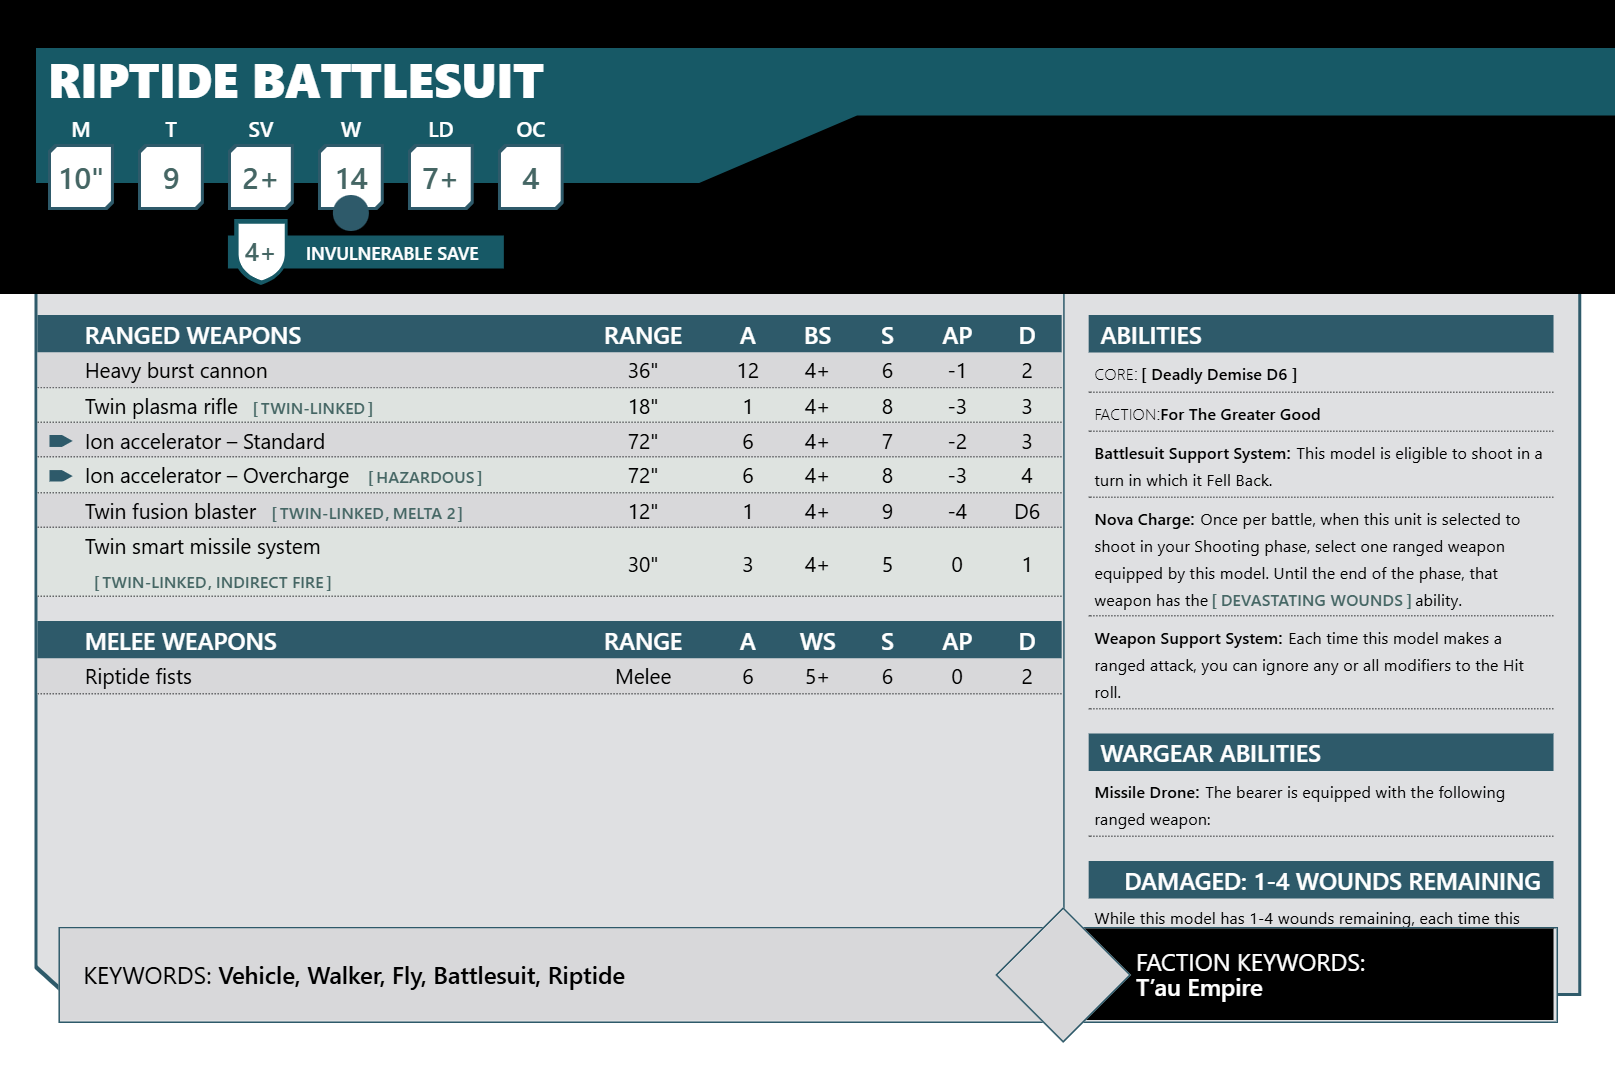 RIPTIDE BATTLESUIT
M T SV W LD OC
10" 9 2+ 14 7+ 4
4+ INVULNERABLE SAVE
RANGED WEAPONS RANGE A BS S AP D
Heavy burst cannon 36" 12 4+ 6 -1 2
Twin plasma rifle [TWIN-LINKED] 18" 1 4+ 8 -3 3
Ion accelerator – Standard 72" 6 4+ 7 -2 3
Ion accelerator – Overcharge [HAZARDOUS] 72" 6 4+ 8 -3 4
Twin fusion blaster [TWIN-LINKED, MELTA 2] 12" 1 4+ 9 -4 D6
Twin smart missile system
[TWIN-LINKED, INDIRECT FIRE] 30" 3 4+ 5 0 1
MELEE WEAPONS RANGE A WS S AP D
Riptide fists Melee 6 5+ 6 0 2
ABILITIES
CORE: [ Deadly Demise D6 ]
FACTION:For The Greater Good
Battlesuit Support System: This model is eligible to shoot in a
turn in which it Fell Back.
Nova Charge: Once per battle, when this unit is selected to
shoot in your Shooting phase, select one ranged weapon
equipped by this model. Until the end of the phase, that
weapon has the [ DEVASTATING WOUNDS ] ability.
Weapon Support System: Each time this model makes a
ranged attack, you can ignore any or all modifiers to the Hit
roll.
WARGEAR ABILITIES
Missile Drone: The bearer is equipped with the following
ranged weapon:
DAMAGED: 1-4 WOUNDS REMAINING
While this model has 1-4 wounds remaining, each time this
KEYWORDS: Vehicle, Walker, Fly, Battlesuit, Riptide
FACTION KEYWORDS:
T’au Empire